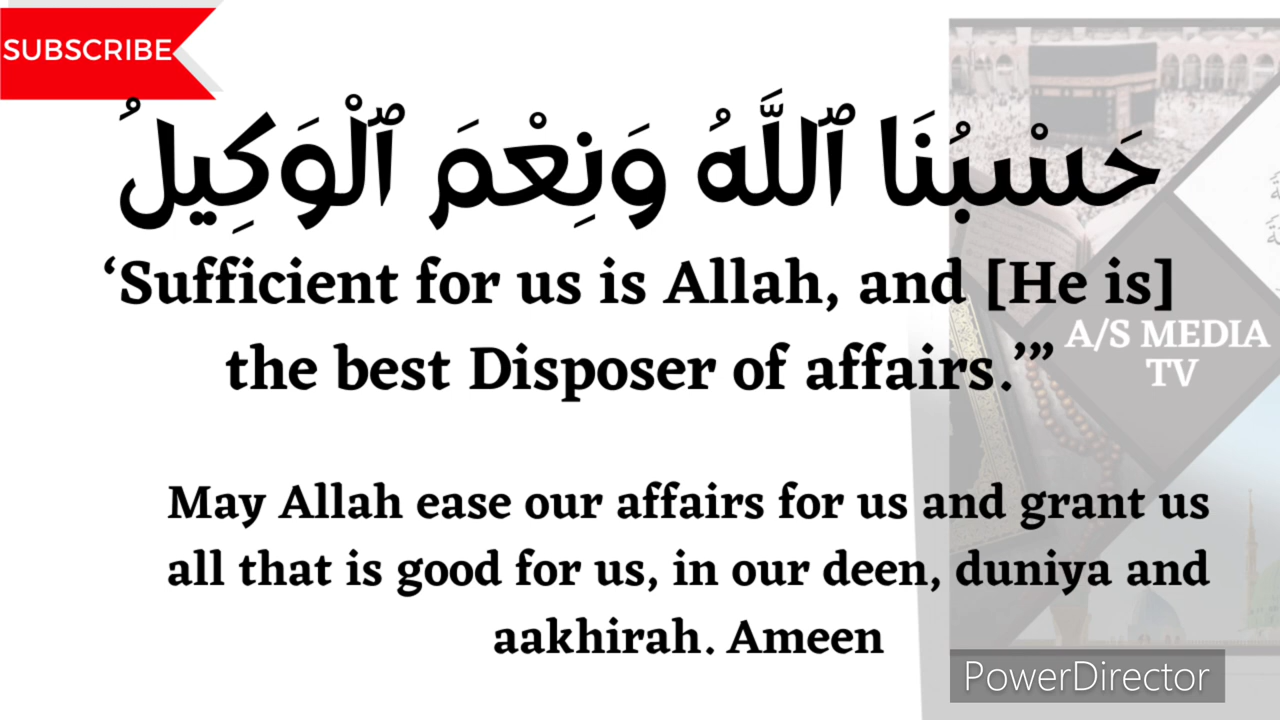 SUBSCRIBE
حَسْبُنَا ٱللَّهُ وَنِعْمَ ٱلْوَكِيلُ
‘Sufficient for us is Allah, and [He is]
the best Disposer of affairs.’”
A/S MEDIA
TV
May Allah ease our affairs for us and grant us
all that is good for us, in our deen, duniya and
aakhirah. Ameen
PowerDirector